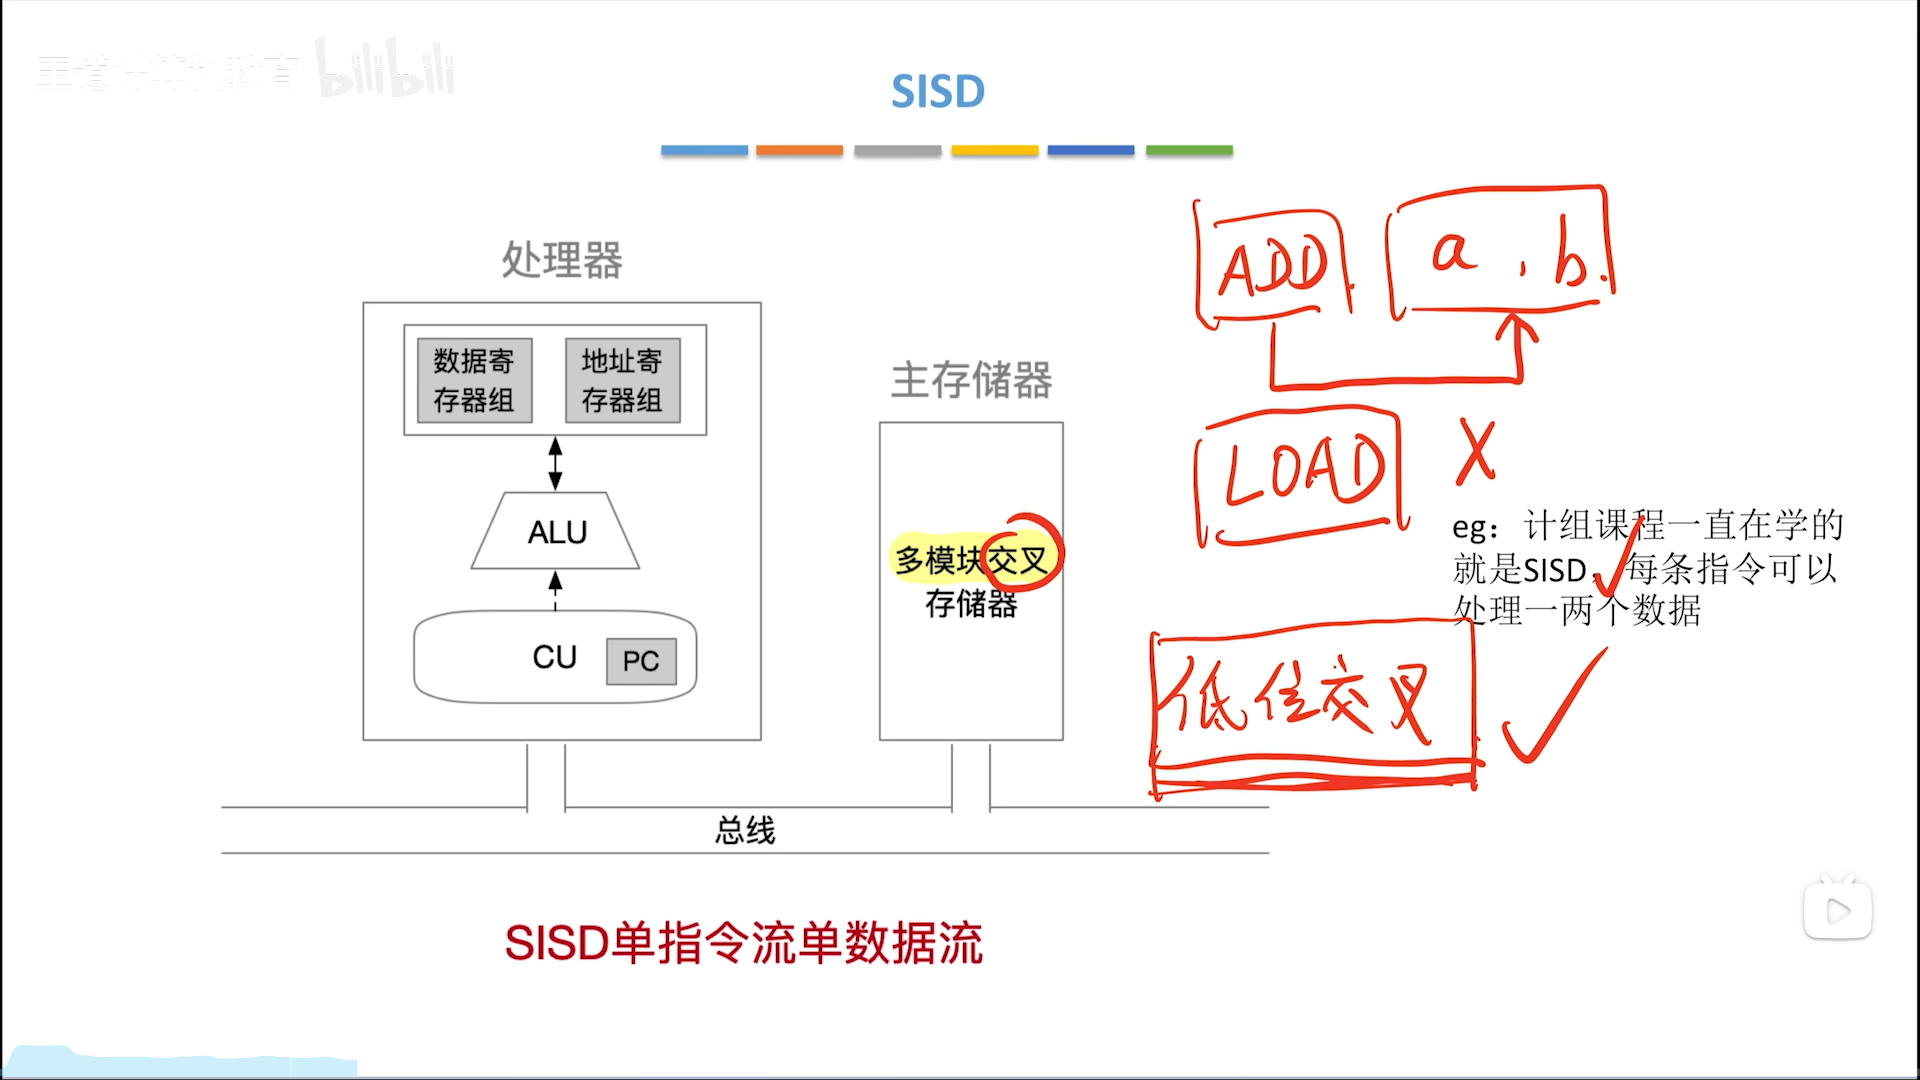 王道计算机教育 bilibili
SISD
处理器
数据寄
存器组
地址寄
存器组
ALU
CU
PC
主存储器
多模块交叉
存储器
总线
ADD
a , b
LOAD X
eg：计组课程一直在学的
就是SISD，每条指令可以
处理一两个数据
低位交叉
SISD单指令流单数据流